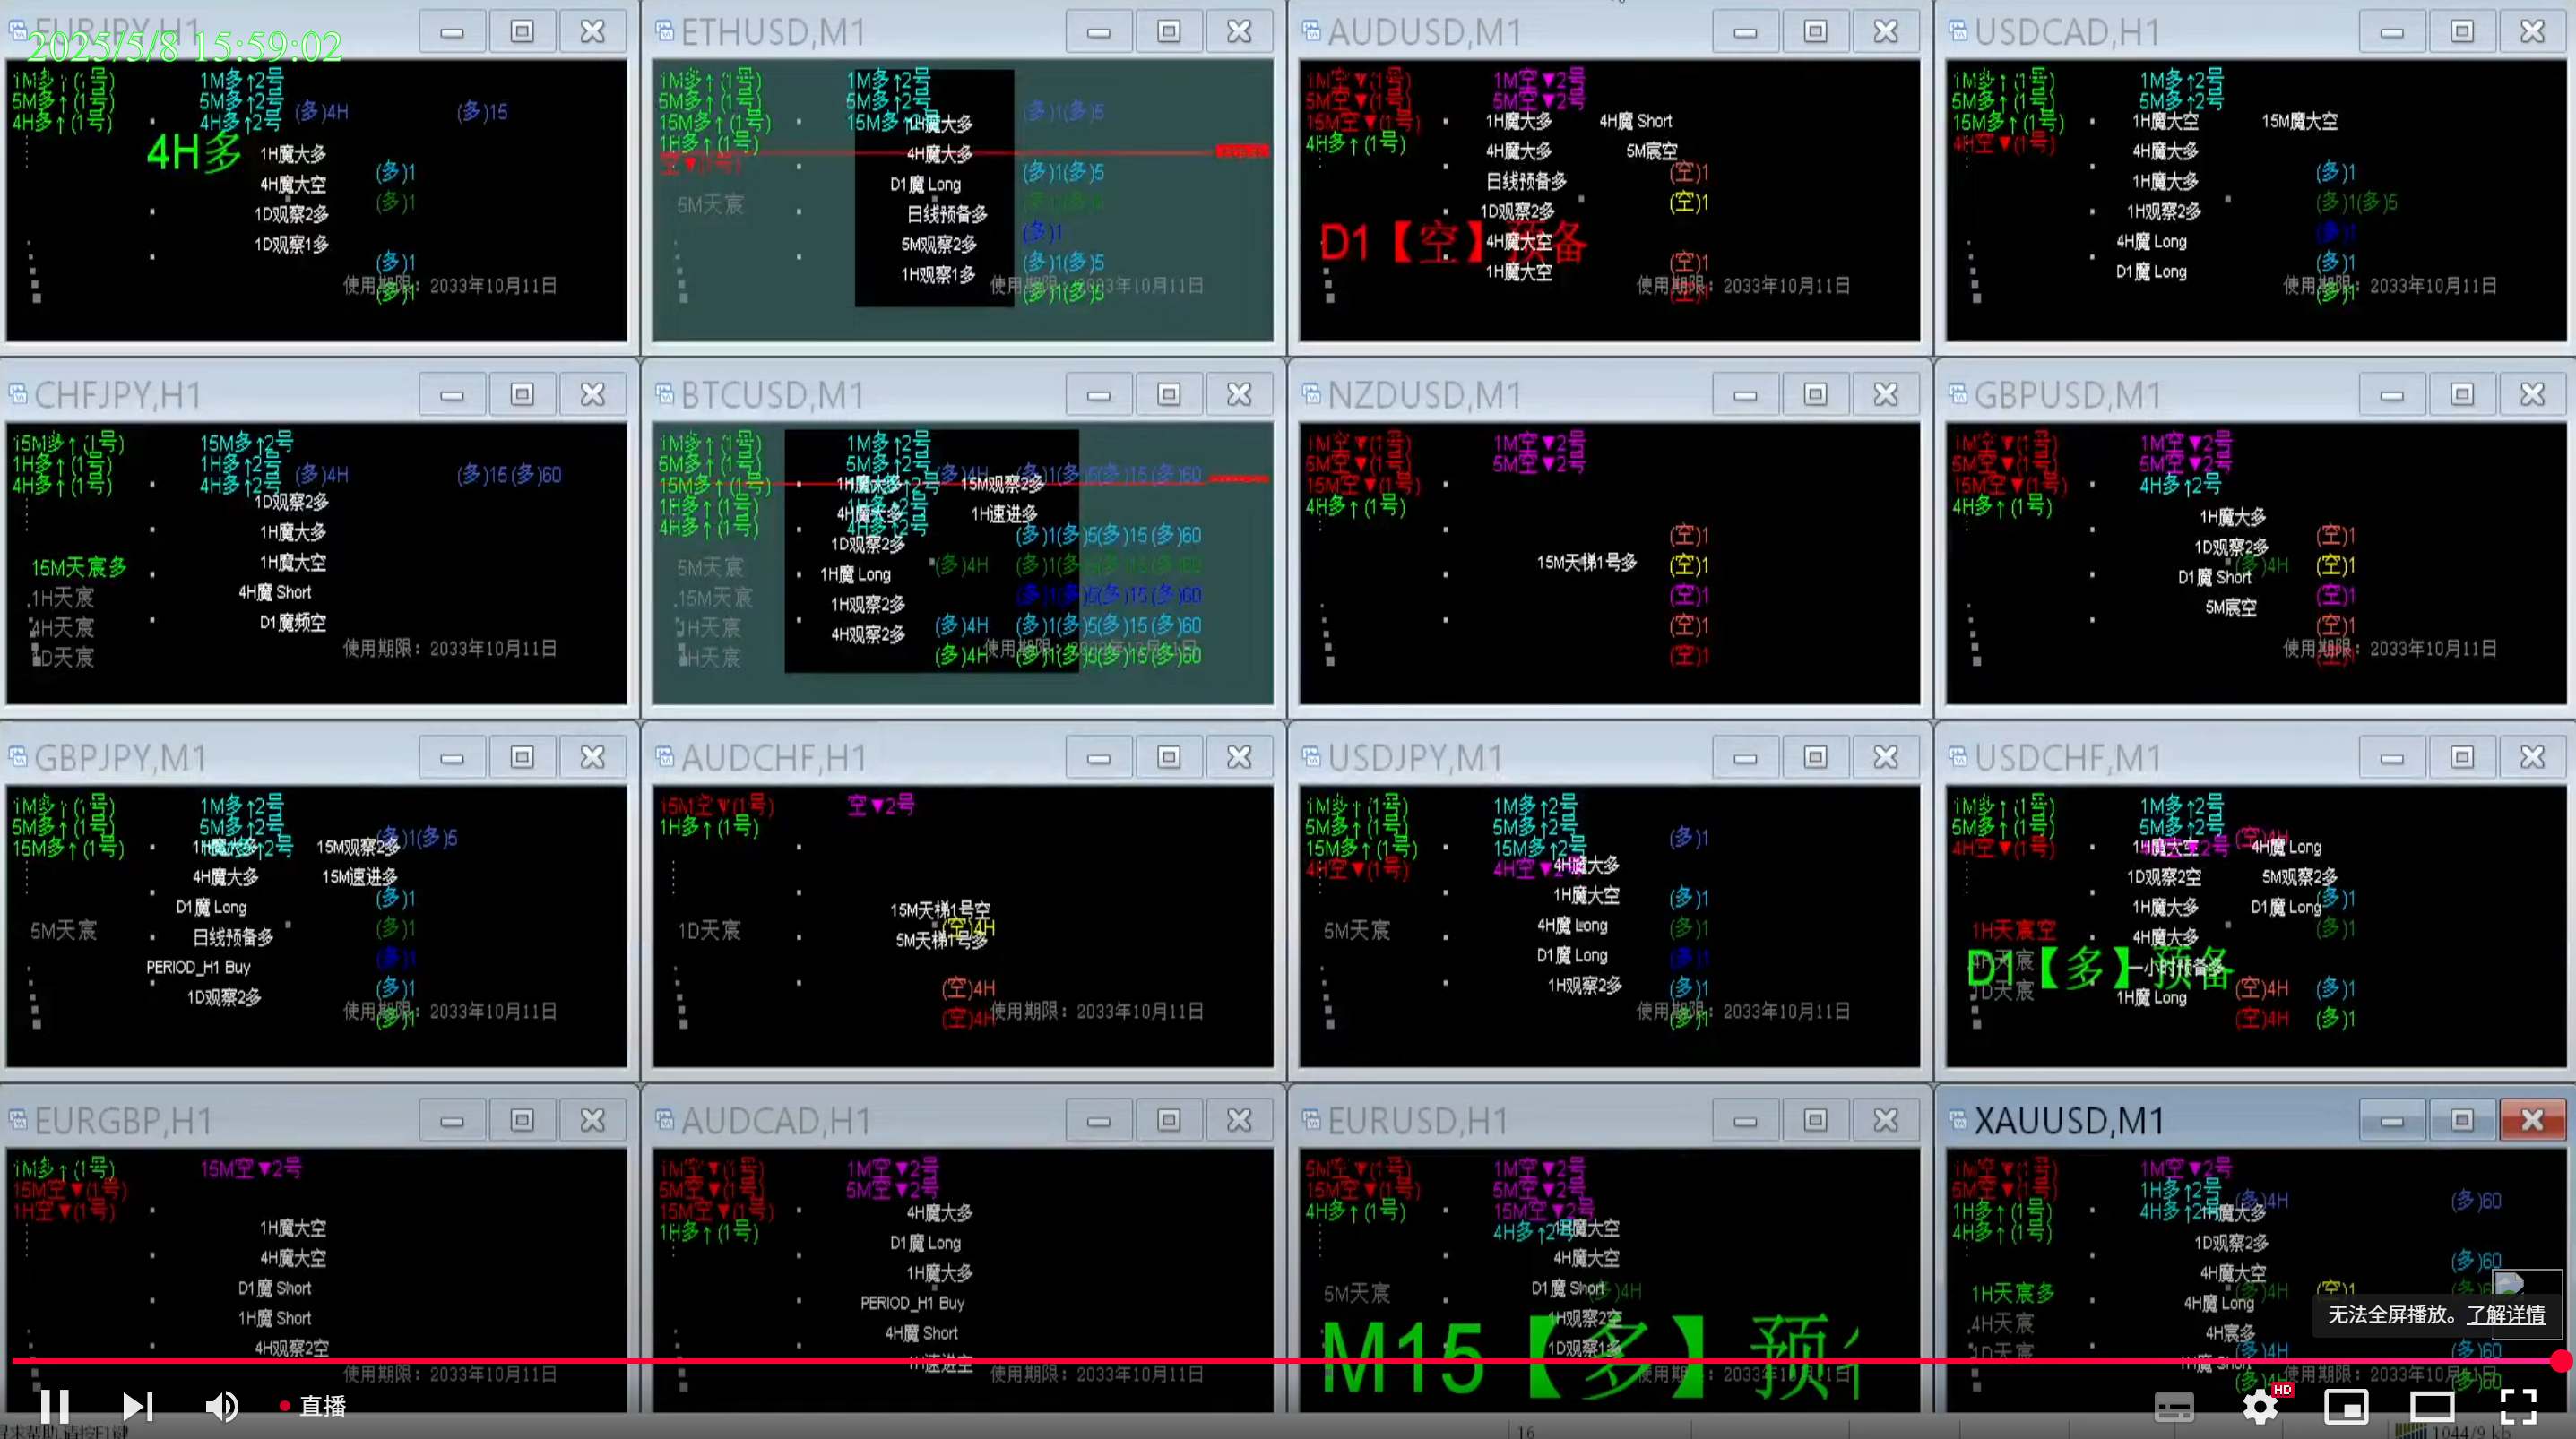 EURJPY,H1
2025/5/8 15:59:02
1M多↑(1号) 1M多↑2号
5M多↑(1号) 5M多↑2号 (多)4H (多)15
4H多↑(1号) 4H多↑2号
4H多 1H魔大多
4H魔大空 (多)1
1D观察2多 (多)1
1D观察1多
(多)1
使用期限：2033年10月11日
(多)1
ETHUSD,M1
1M多↑(1号) 1M多↑2号
5M多↑(1号) 5M多↑2号 (多)1(多)5
15M多↑(1号) 15M多↑2号 1H魔大多
1H多↑(1号) 4H魔大多
空▼(1号) (多)1(多)5
D1魔 Long
5M天宸 日线预备多
(多)1
5M观察2多
1H观察1多 (多)1(多)5
使用期限：2033年10月11日
(多)1(多)5
AUDUSD,M1
1M空▼(1号) 1M空▼2号
5M空▼(1号) 5M空▼2号
15M空▼(1号) 1H魔大多 4H魔 Short
4H多↑(1号) 4H魔大多 5M宸空
日线预备多 (空)1
1D观察2多 (空)1
D1【空】预备 4H魔大空
1H魔大空 (空)1
使用期限：2033年10月11日
(空)1
USDCAD,H1
1M多↑(1号) 1M多↑2号
5M多↑(1号) 5M多↑2号
15M多↑(1号) 1H魔大空 15M魔大空
4H空▼(1号) 4H魔大多
1H魔大多 (多)1
1H观察2多 (多)1(多)5
(多)1
4H魔 Long
D1魔 Long (多)1
使用期限：2033年10月11日
(多)1
CHFJPY,H1
15M多↑(1号) 15M多↑2号
1H多↑(1号) 1H多↑2号 (多)4H (多)15(多)60
4H多↑(1号) 4H多↑2号
1D观察2多
1H魔大多
15M天宸多 1H魔大空
1H天宸 4H魔 Short
4H天宸 D1魔频空
使用期限：2033年10月11日
1D天宸
BTCUSD,M1
1M多↑(1号) 1M多↑2号
5M多↑(1号) 5M多↑2号 (多)4H (多)1(多)5(多)15(多)60
15M多↑(1号) 1H魔大多 15M观察2多
1H多↑(1号) 4H魔大多 1H速进多
4H多↑(1号) 4H多↑2号
1D观察2多 (多)1(多)5(多)15(多)60
5M天宸 1H魔 Long (多)4H (多)1(多)5(多)15(多)60
15M天宸 1H观察2多 (多)1(多)5(多)15(多)60
1H天宸 4H观察2多 (多)4H (多)1(多)5(多)15(多)60
4H天宸 (多)4H (多)1(多)5(多)15(多)60
NZDUSD,M1
1M空▼(1号) 1M空▼2号
5M空▼(1号) 5M空▼2号
15M空▼(1号)
4H多↑(1号)
(空)1
15M天梯1号多 (空)1
(空)1
(空)1
(空)1
使用期限：2033年10月11日
GBPUSD,M1
1M空▼(1号) 1M空▼2号
5M空▼(1号) 5M空▼2号
15M空▼(1号) 4H多↑2号
4H多↑(1号) 1H魔大多
1D观察2多 (空)1
(多)4H (空)1
D1魔 Short
5M宸空 (空)1
(空)1
使用期限：2033年10月11日
(空)1
GBPJPY,M1
1M多↑(1号) 1M多↑2号
5M多↑(1号) 5M多↑2号 (多)1(多)5
15M多↑(1号) 1H魔大多 15M观察2多
4H魔大多 15M速进多
(多)1
D1魔 Long
5M天宸 日线预备多 (多)1
PERIOD_H1 Buy (多)1
1D观察2多 (多)1
使用期限：2033年10月11日
(多)1
AUDCHF,H1
15M空▼(1号) 空▼2号
1H多↑(1号)
15M天梯1号空
1D天宸 (空)4H
5M天梯1号多
(空)4H
(空)4H 使用期限：2033年10月11日
USDJPY,M1
1M多↑(1号) 1M多↑2号
5M多↑(1号) 5M多↑2号 (多)1
15M多↑(1号) 15M多↑2号
4H空▼(1号) 4H空▼2号 4H魔大多
1H魔大空 (多)1
5M天宸 4H魔 Long (多)1
D1魔 Long (多)1
1H观察2多 (多)1
使用期限：2033年10月11日
(多)1
USDCHF,M1
1M多↑(1号) 1M多↑2号
5M多↑(1号) 5M多↑2号 (空)4H
4H空▼(1号) 1H魔大空 4H魔 Long
1D观察2空 5M观察2多
(多)1
1H魔大多 D1魔 Long
1H天宸空 4H魔大多 (多)1
4H天宸
D1【多】预备 一小时预备多
1D天宸 1H魔 Long (空)4H (多)1
(空)4H (多)1
EURGBP,H1
1M多↑(1号) 15M空▼2号
15M空▼(1号)
1H空▼(1号)
1H魔大空
4H魔大空
D1魔 Short
1H魔 Short
4H观察2空
使用期限：2033年10月11日
AUDCAD,H1
1M空▼(1号) 1M空▼2号
5M空▼(1号) 5M空▼2号
15M空▼(1号) 4H魔大多
1H多↑(1号) D1魔 Long
1H魔大多
PERIOD_H1 Buy
4H魔 Short
1H速进空
使用期限：2033年10月11日
EURUSD,H1
5M空▼(1号) 1M空▼2号
15M空▼(1号) 5M空▼2号
4H多↑(1号) 15M空▼2号
4H多↑2号 1H魔大空
4H魔大空
5M天宸 D1魔 Short (多)4H
1H观察2空
M15【多】预
1D观察1多
使用期限：2033年10月11日
XAUUSD,M1
1M空▼(1号) 1M空▼2号
5M空▼(1号) 1H多↑2号 (多)4H (多)60
1H多↑(1号) 4H多↑2号 1H魔大多
4H多↑(1号) 1D观察2多
4H魔大空 (多)60
1H天宸多 (多)4H (空)1
4H魔 Long
4H天宸 4H宸多
1D天宸 (多)4H (多)60
1H魔 Short
使用期限：2033年10月11日
无法全屏播放。了解详情
直播
HD
16
1044/9 kb